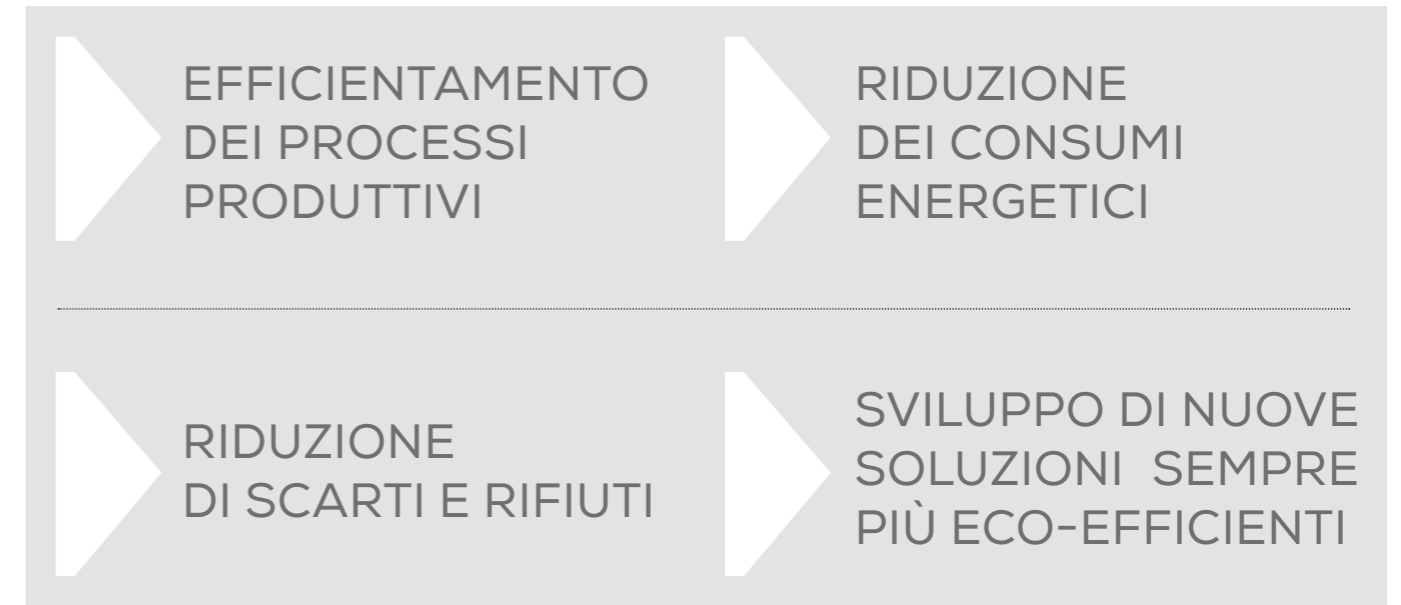 EFFICIENTAMENTO
DEI PROCESSI
PRODUTTIVI
RIDUZIONE
DEI CONSUMI
ENERGETICI
RIDUZIONE
DI SCARTI E RIFIUTI
SVILUPPO DI NUOVE
SOLUZIONI SEMPRE
PIÙ ECO-EFFICIENTI